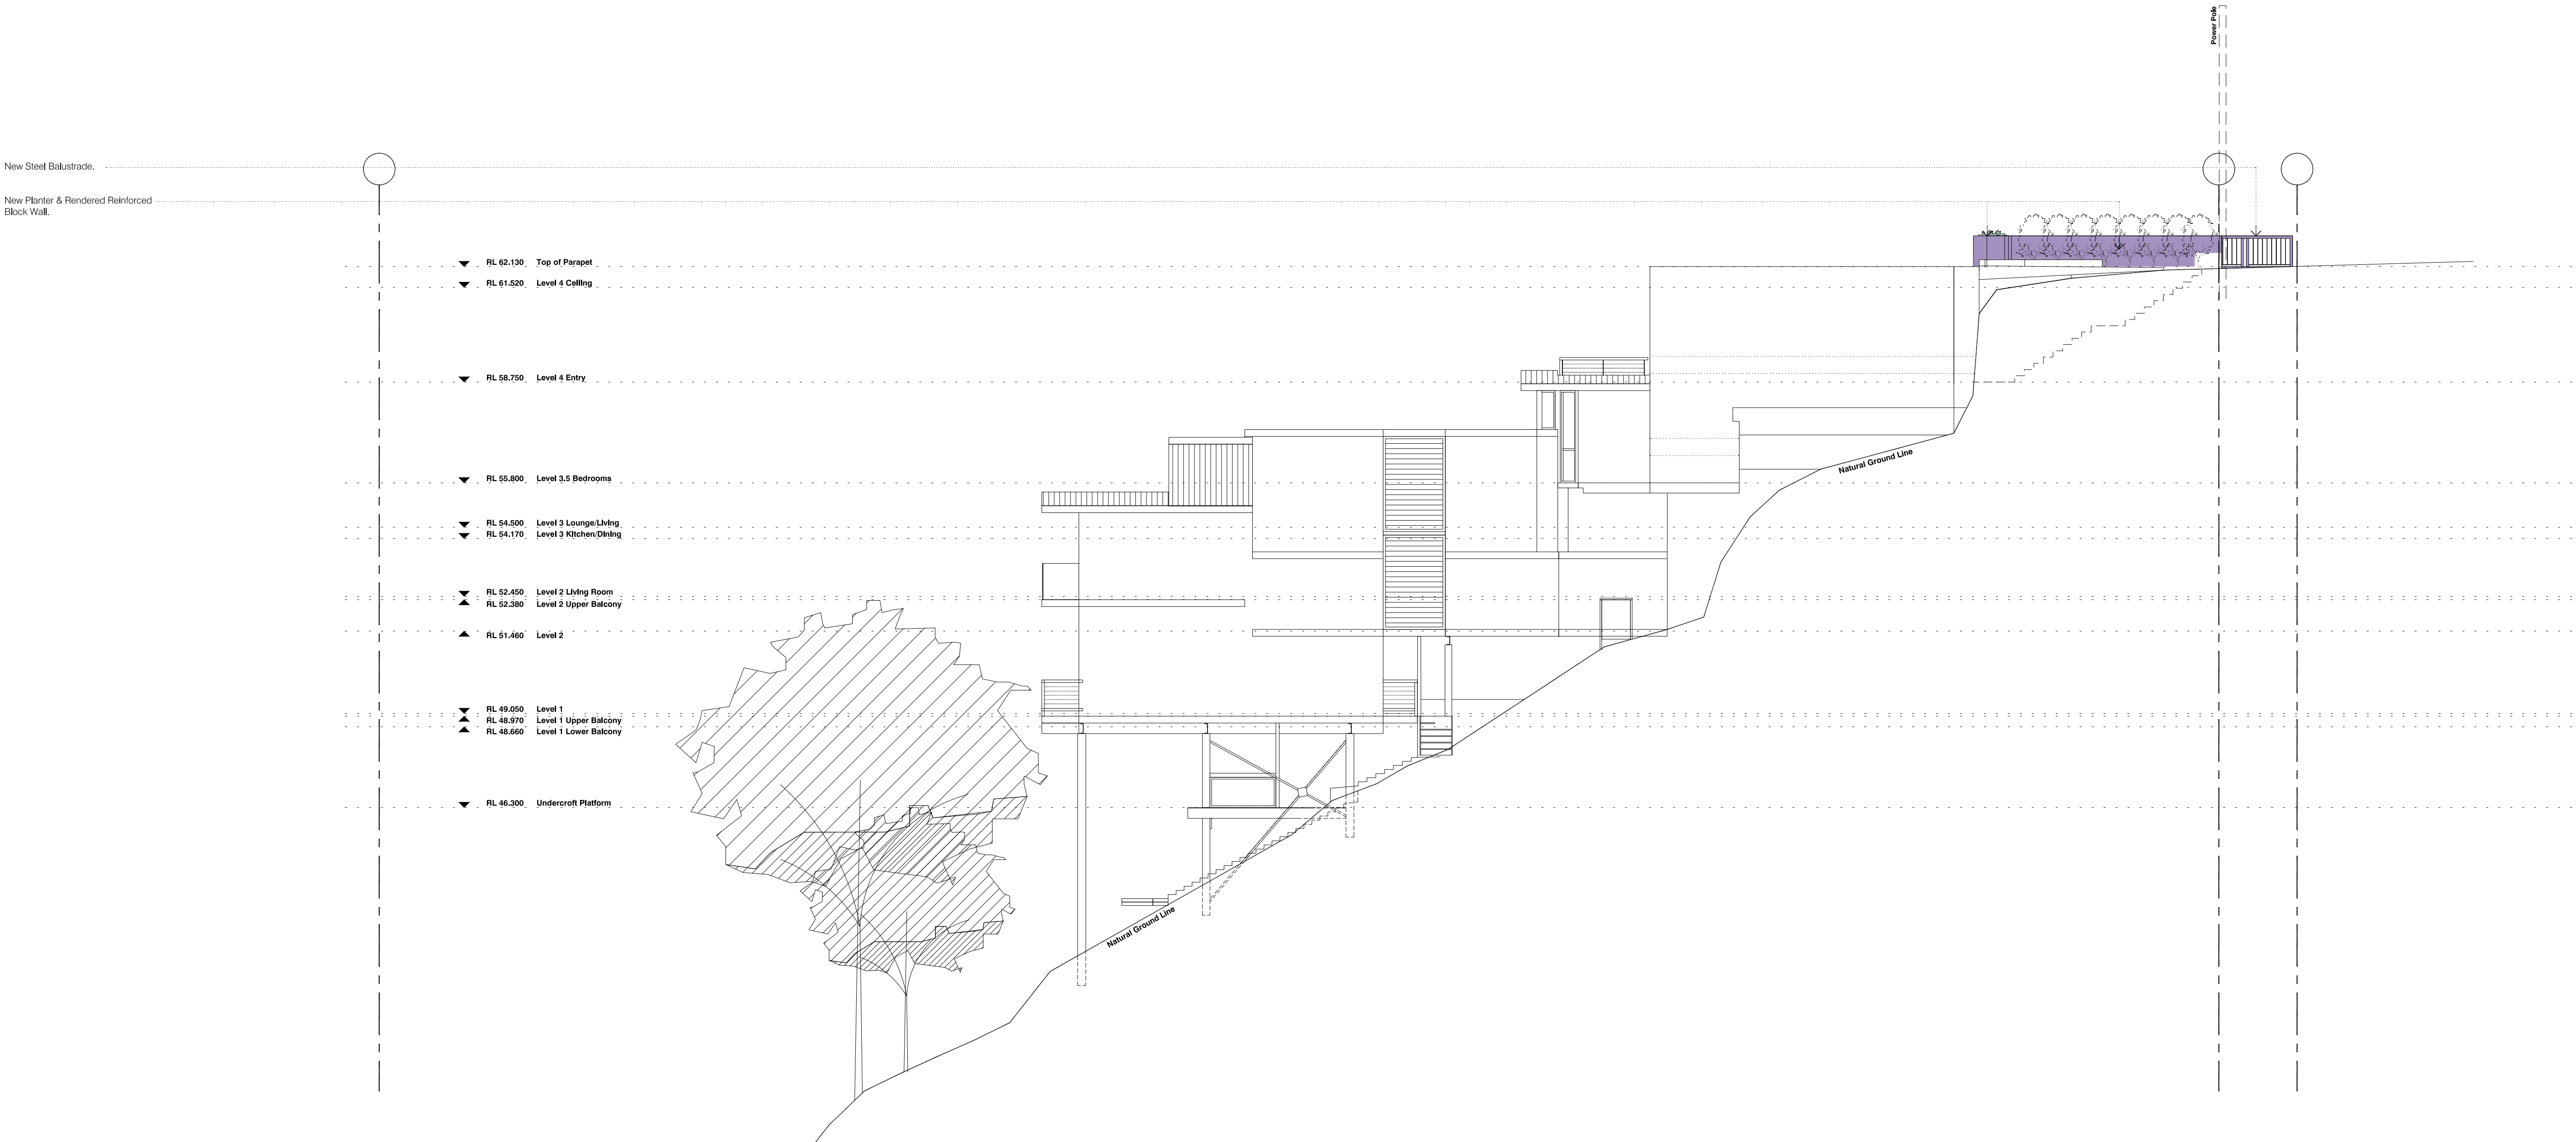 Power Pole
New Steel Balustrade.
New Planter & Rendered Reinforced
Block Wall.
RL 62.130 Top of Parapet
RL 61.520 Level 4 Ceiling
RL 58.750 Level 4 Entry
Natural Ground Line
RL 55.800 Level 3.5 Bedrooms
RL 54.500 Level 3 Lounge/Living
RL 54.170 Level 3 Kitchen/Dining
RL 52.450 Level 2 Living Room
RL 52.380 Level 2 Upper Balcony
RL 51.460 Level 2
RL 49.050 Level 1
RL 48.970 Level 1 Upper Balcony
RL 48.660 Level 1 Lower Balcony
RL 46.300 Undercroft Platform
Natural Ground Line